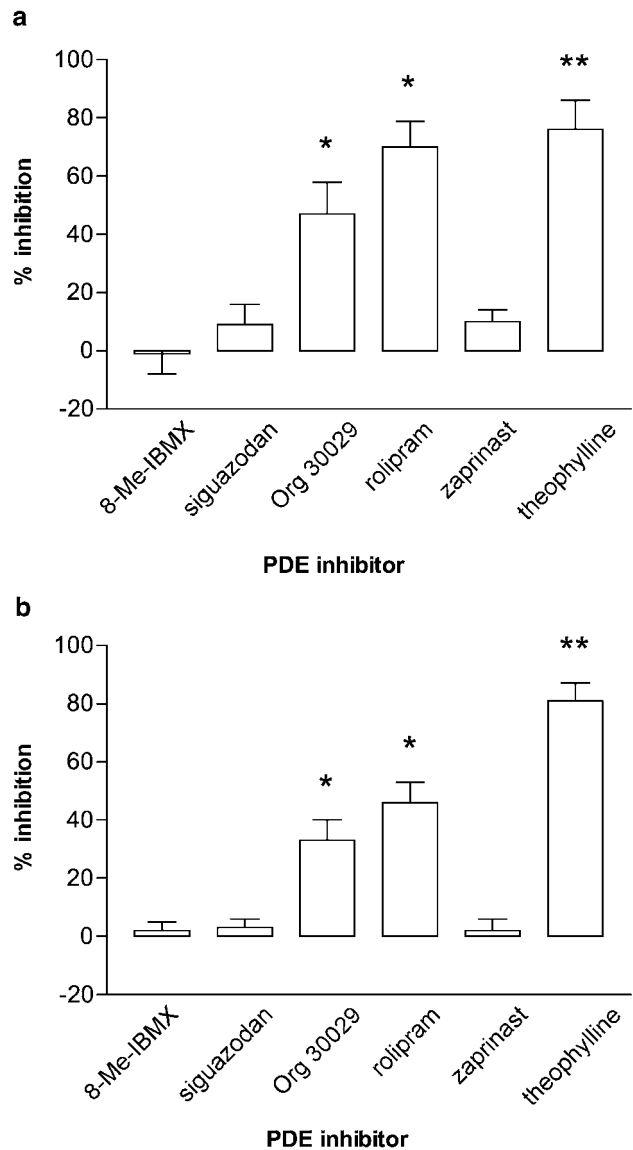 a
100
80
60
40
20
0
-20
% inhibition
*
*
**
8-Me-IBMX
siguazodan
Org 30029
rolipram
zaprinast
theophylline
PDE inhibitor
b
100
80
60
40
20
0
-20
% inhibition
*
*
**
8-Me-IBMX
siguazodan
Org 30029
rolipram
zaprinast
theophylline
PDE inhibitor